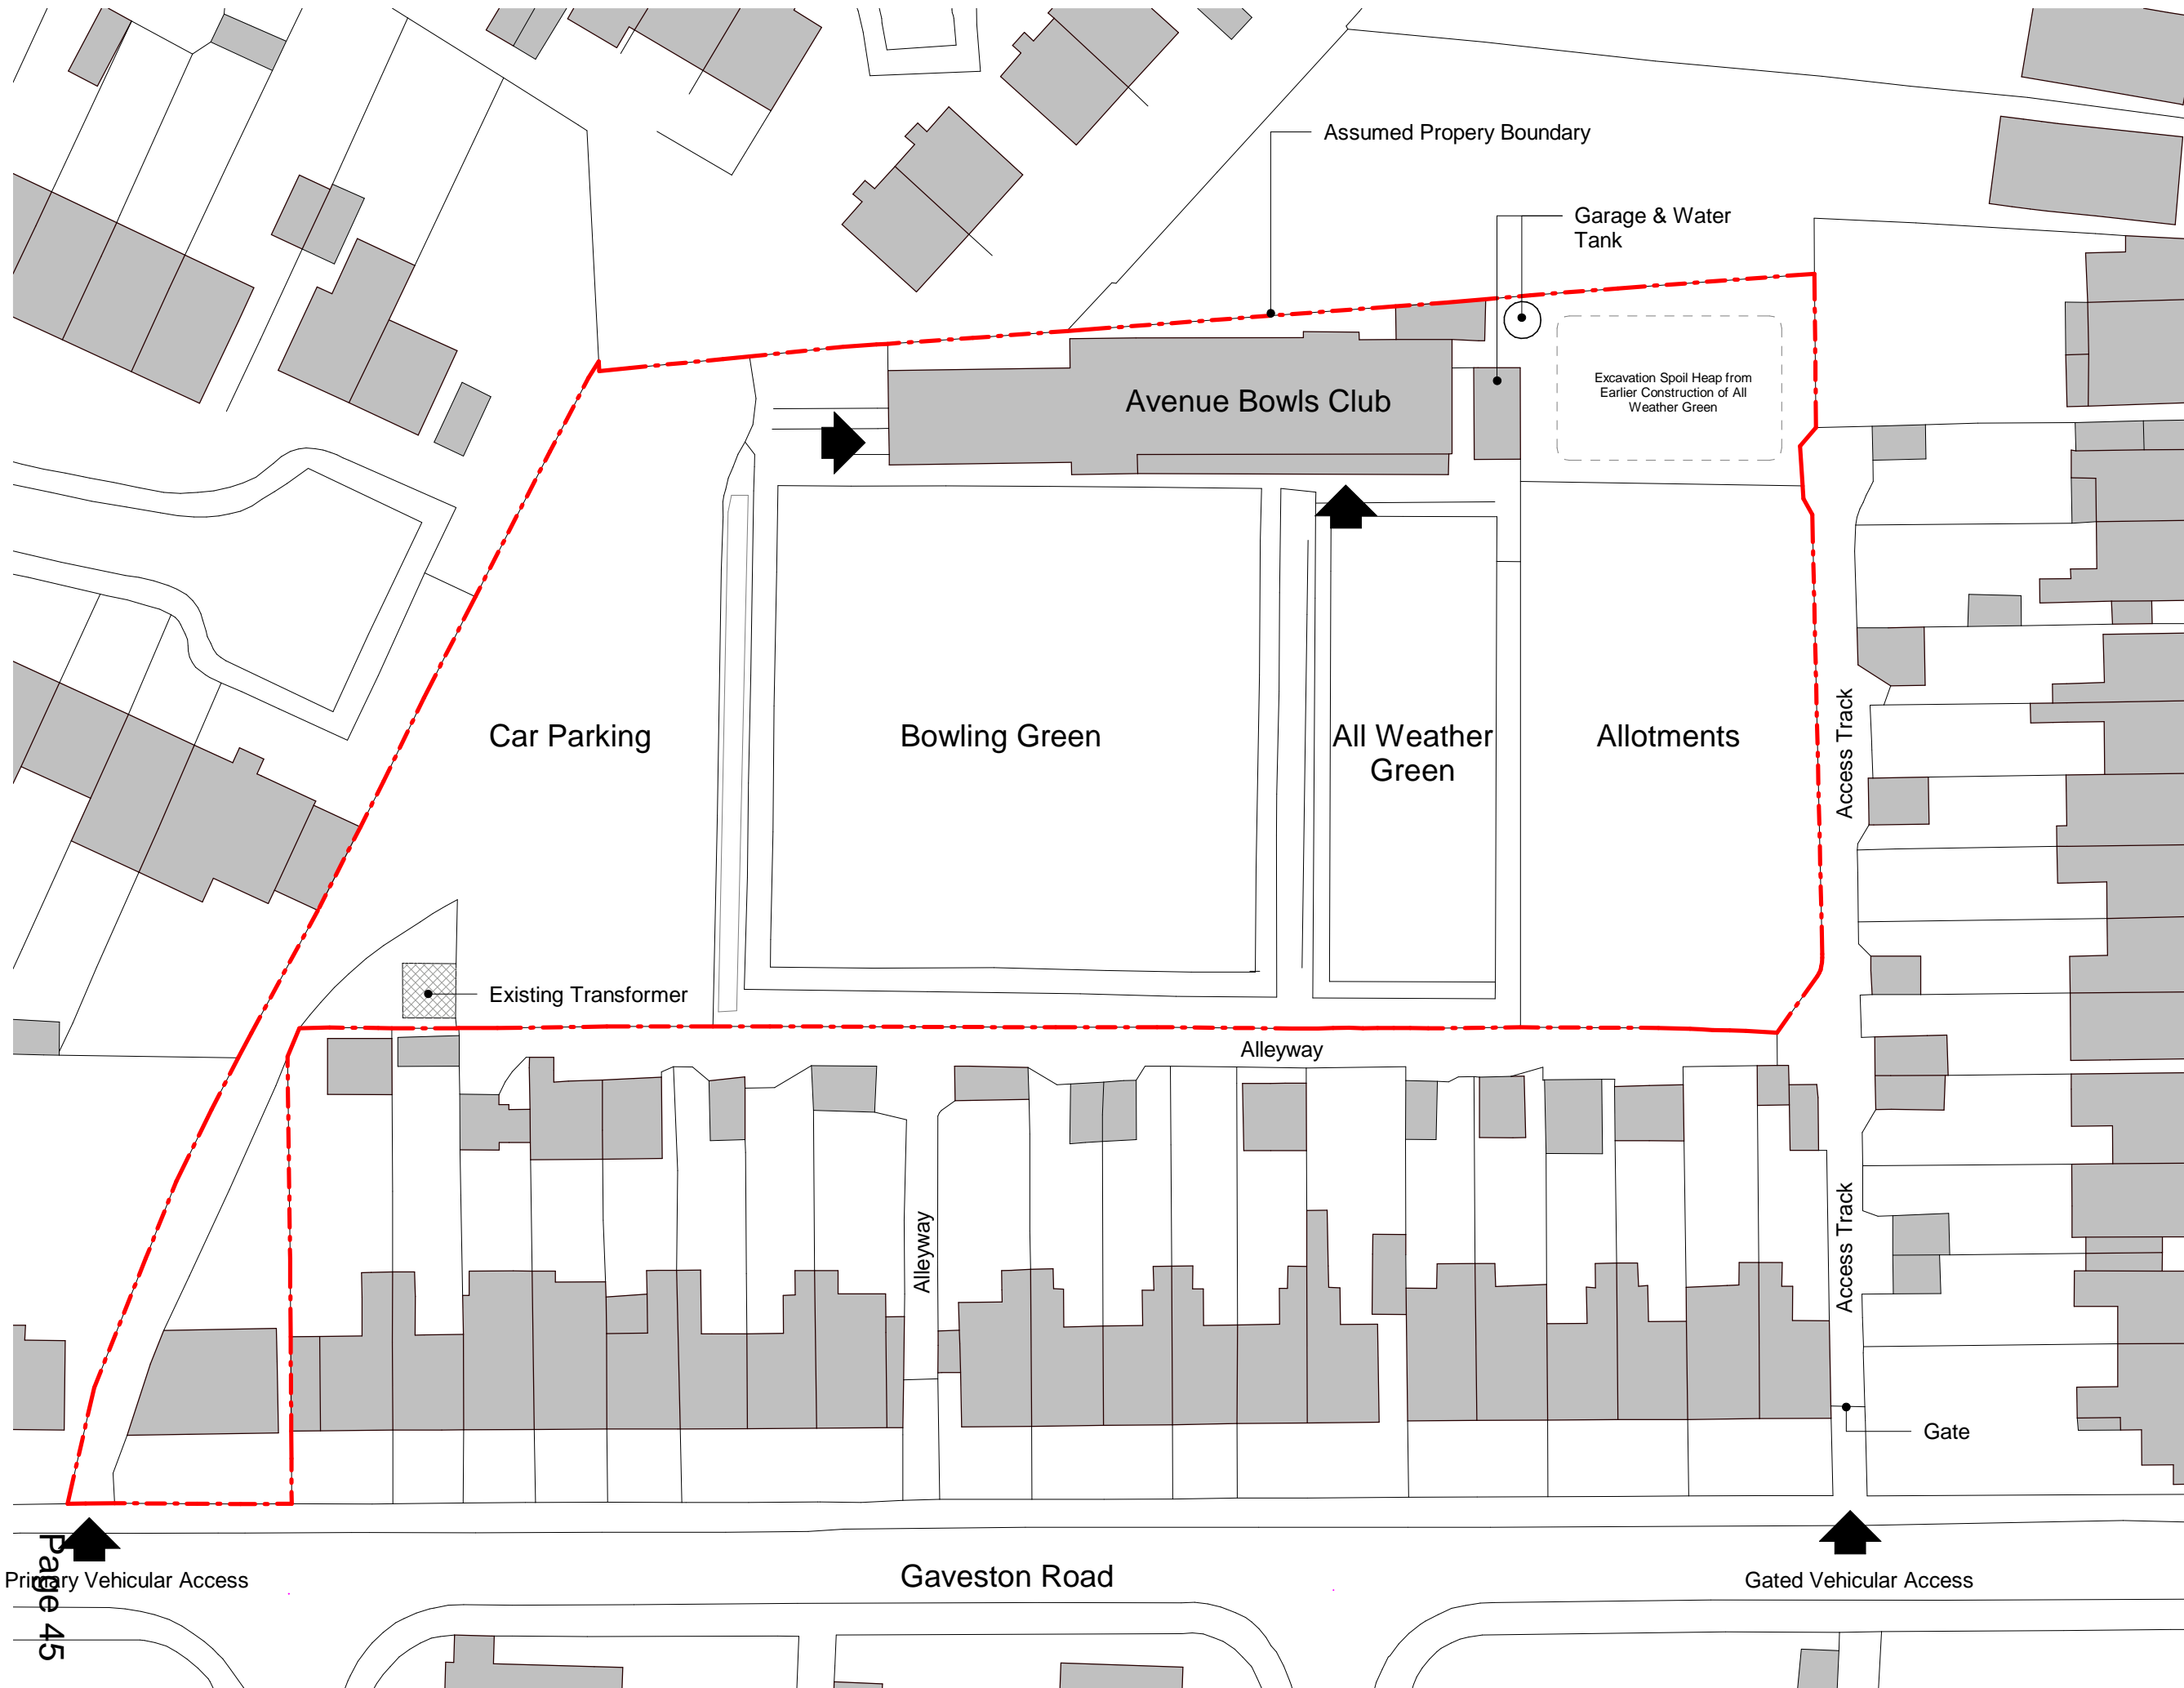 Assumed Propery Boundary
Garage & Water
Tank
Excavation Spoil Heap from
Earlier Construction of All
Weather Green
Avenue Bowls Club
Car Parking
Bowling Green
All Weather
Green
Allotments
Access Track
Existing Transformer
Alleyway
Alleyway
Access Track
Gate
Page 45
Primary Vehicular Access
Gaveston Road
Gated Vehicular Access